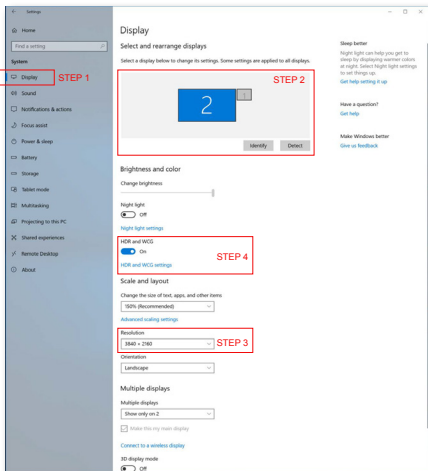 Settings
Home
Find a setting
System
Display
STEP 1
Sound
Notifications & actions
Focus assist
Power & sleep
Battery
Storage
Tablet mode
Multitasking
Projecting to this PC
Shared experiences
Remote Desktop
About
Display
Select and rearrange displays
Select a display below to change its settings. Some settings are applied to all displays.
STEP 2
2
1
Identify
Detect
Brightness and color
Change brightness
Night light
Off
Night light settings
HDR and WCG
On
STEP 4
HDR and WCG settings
Scale and layout
Change the size of text, apps, and other items
150% (Recommended)
Advanced scaling settings
Resolution
3840 × 2160
STEP 3
Orientation
Landscape
Multiple displays
Multiple displays
Show only on 2
Make this my main display
Connect to a wireless display
3D display mode
Off
Sleep better
Night light can help you get to
sleep by displaying warmer colors
at night. Select Night light settings
to set things up.
Get help setting it up
Have a question?
Get help
Make Windows better
Give us feedback